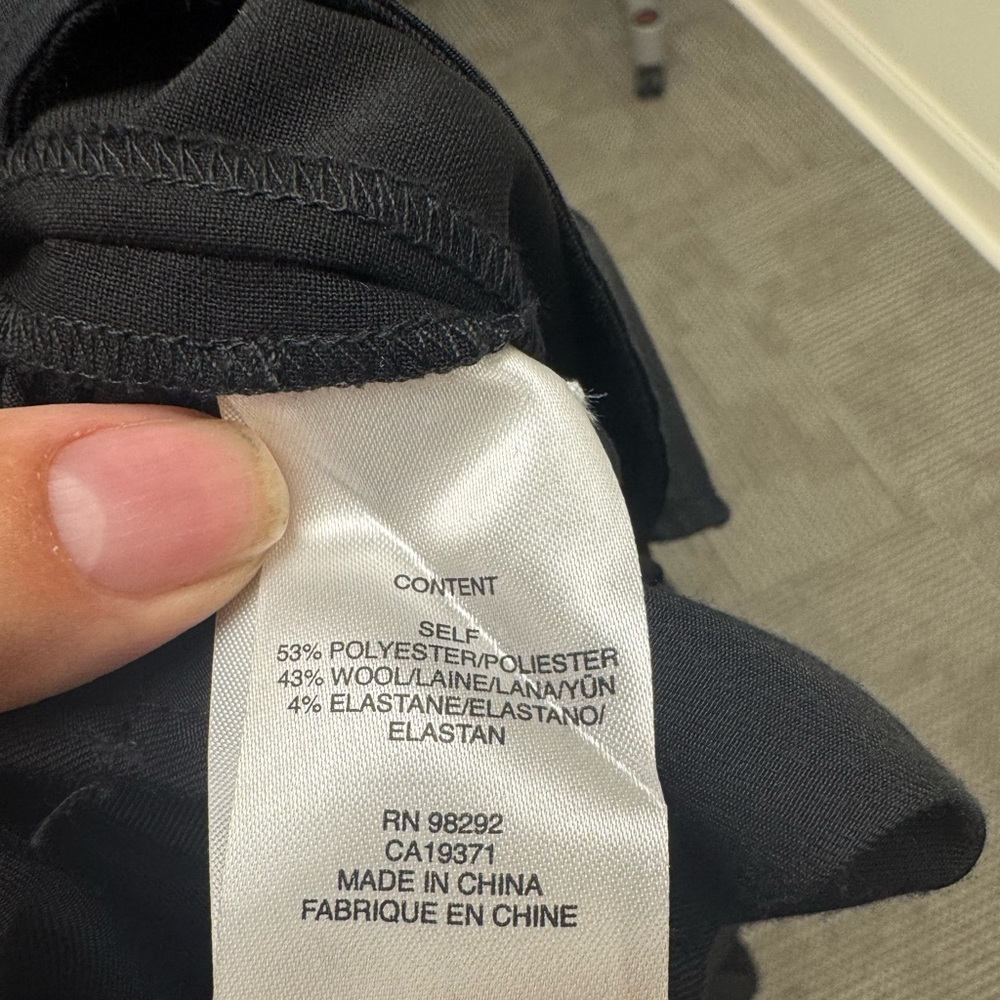 CONTENT
SELF
53% POLYESTER/POLIESTER
43% WOOL/LAINE/LANA/YÜN
4% ELASTANE/ELASTANO/
ELASTAN
RN 98292
CA19371
MADE IN CHINA
FABRIQUE EN CHINE